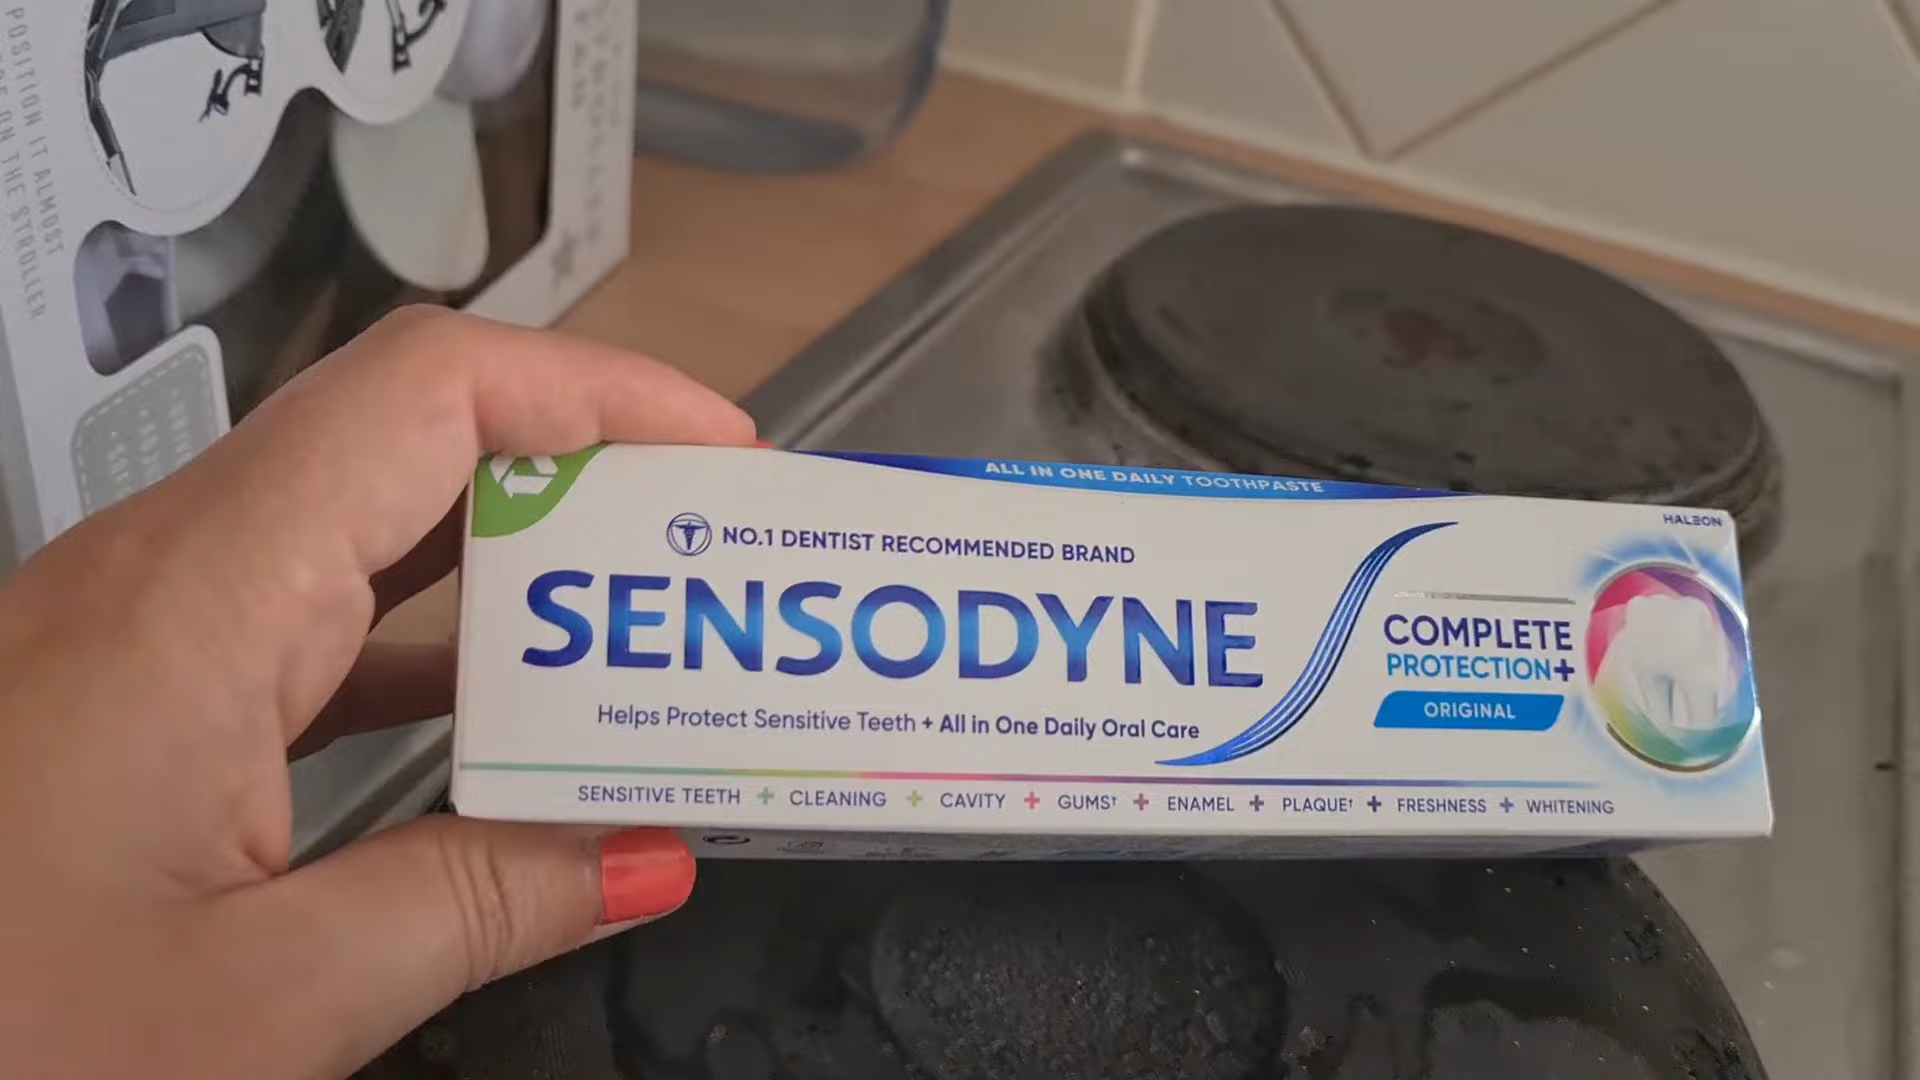 POSITION IT ALMOST
ON THE STROLLER
ALL IN ONE DAILY TOOTHPASTE
HALEON
NO.1 DENTIST RECOMMENDED BRAND
SENSODYNE
Helps Protect Sensitive Teeth + All in One Daily Oral Care
COMPLETE
PROTECTION+
ORIGINAL
SENSITIVE TEETH + CLEANING + CAVITY + GUMS† + ENAMEL + PLAQUE† + FRESHNESS + WHITENING